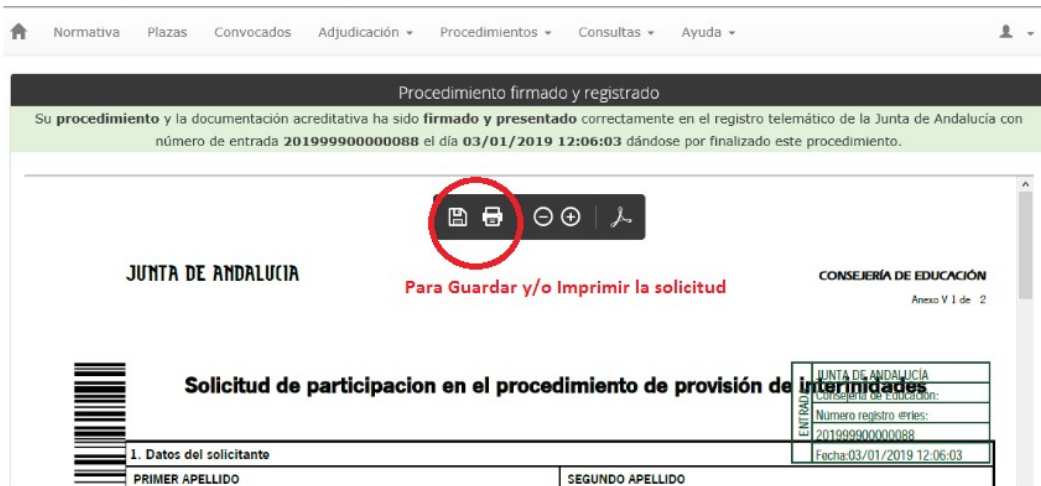 Normativa Plazas Convocados Adjudicación Procedimientos Consultas Ayuda
Procedimiento firmado y registrado
Su procedimiento y la documentación acreditativa ha sido firmado y presentado correctamente en el registro telemático de la Junta de Andalucía con
número de entrada 201999900000088 el día 03/01/2019 12:06:03 dándose por finalizado este procedimiento.
JUNTA DE ANDALUCIA
Para Guardar y/o Imprimir la solicitud
CONSEJERÍA DE EDUCACIÓN
Anexo V 1 de 2
Solicitud de participacion en el procedimiento de provisión de interinidades
ENTRADA
JUNTA DE ANDALUCÍA
Consejería de Educación:
Número registro @ries:
201999900000088
Fecha:03/01/2019 12:06:03
1. Datos del solicitante
PRIMER APELLIDO SEGUNDO APELLIDO